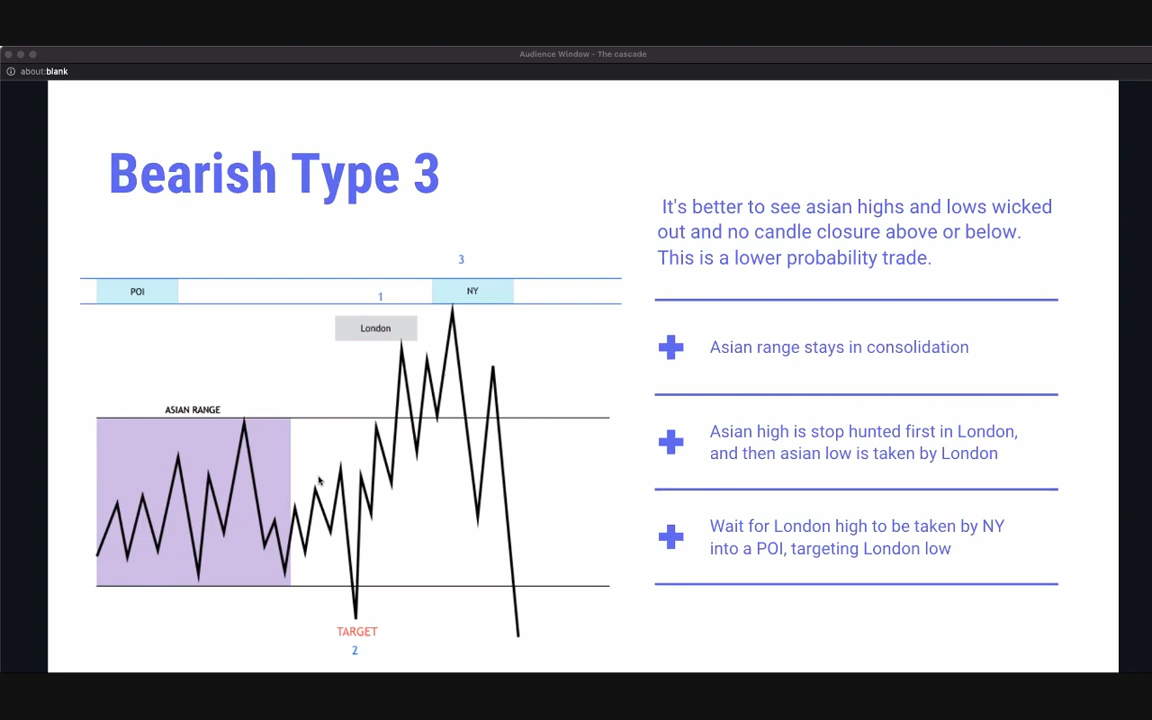 Audience Window - The cascade
about:blank
Bearish Type 3
It's better to see asian highs and lows wicked
out and no candle closure above or below.
This is a lower probability trade.
3
POI
1
NY
London
ASIAN RANGE
TARGET
2
Asian range stays in consolidation
Asian high is stop hunted first in London,
and then asian low is taken by London
Wait for London high to be taken by NY
into a POI, targeting London low